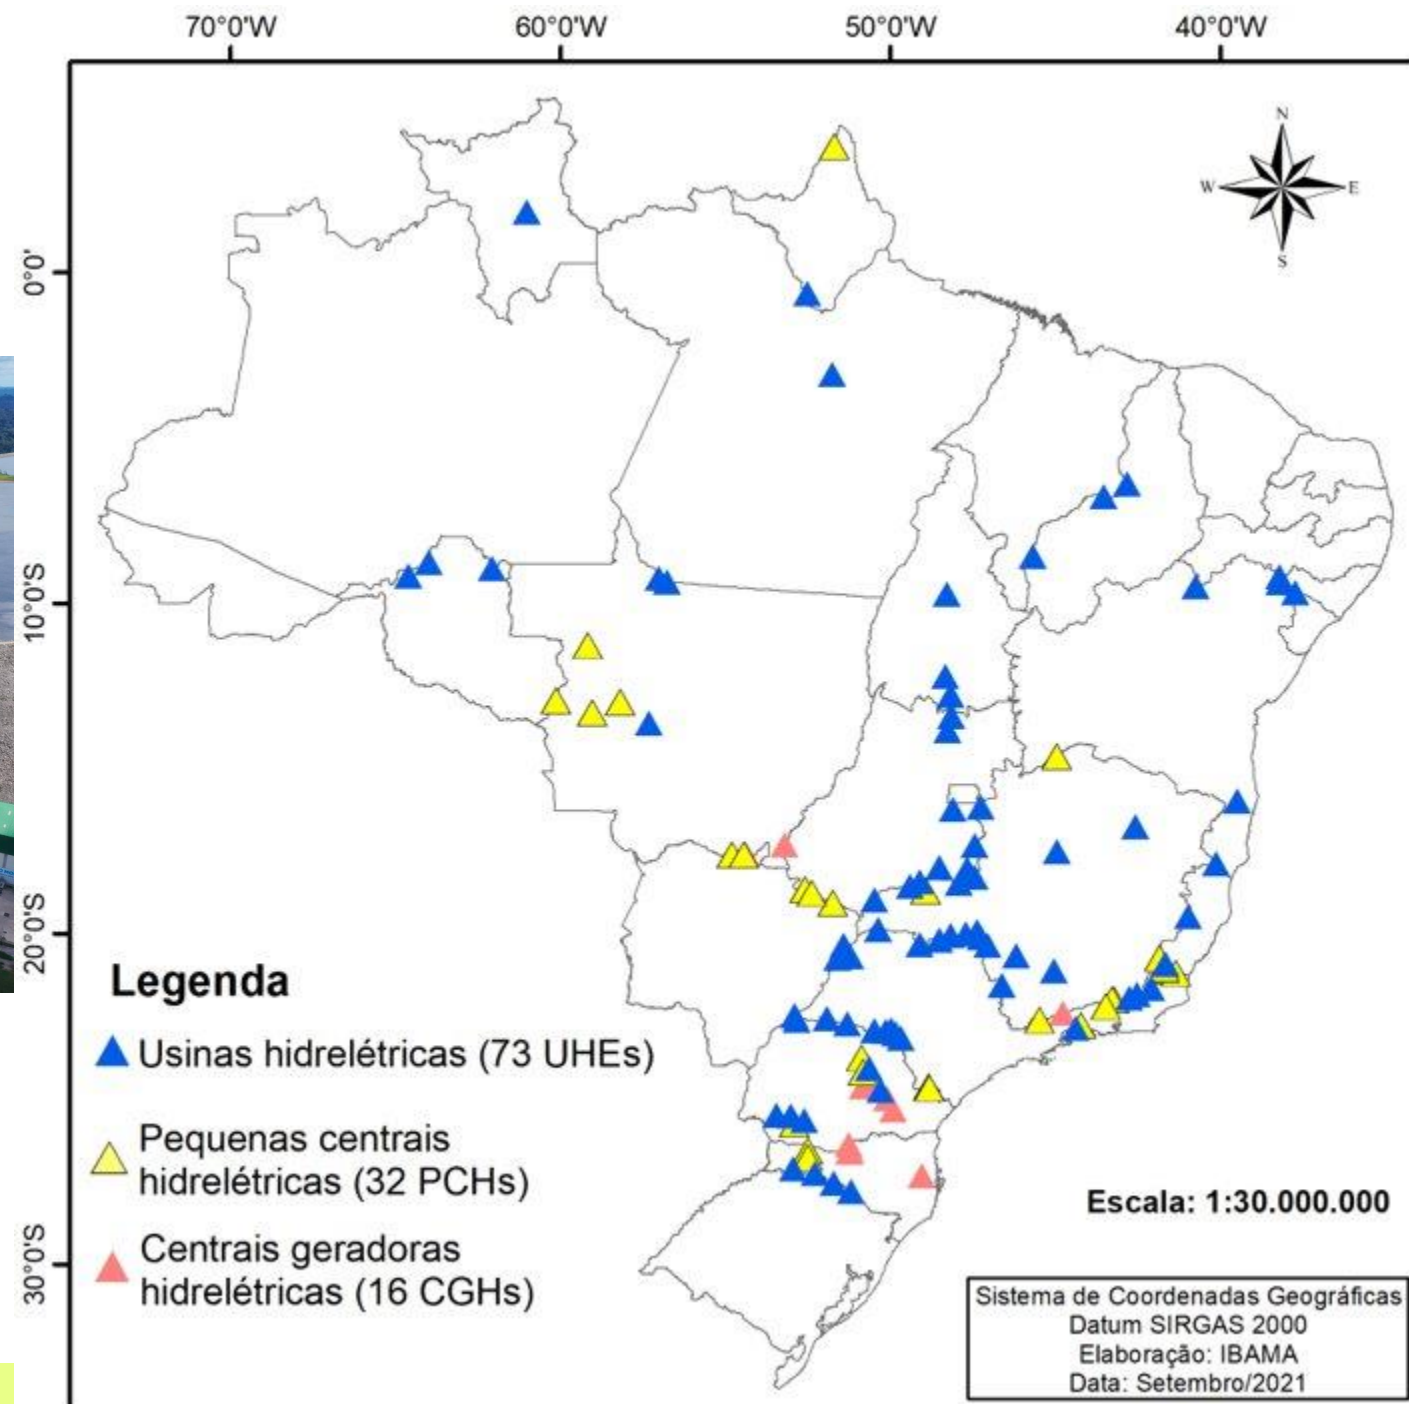 70°0'W 60°0'W 50°0'W 40°0'W
N
W E
S
0°0'
10°0'S
20°0'S
30°0'S
Legenda
Usinas hidrelétricas (73 UHEs)
Pequenas centrais
hidrelétricas (32 PCHs)
Centrais geradoras
hidrelétricas (16 CGHs)
Escala: 1:30.000.000
Sistema de Coordenadas Geográficas
Datum SIRGAS 2000
Elaboração: IBAMA
Data: Setembro/2021